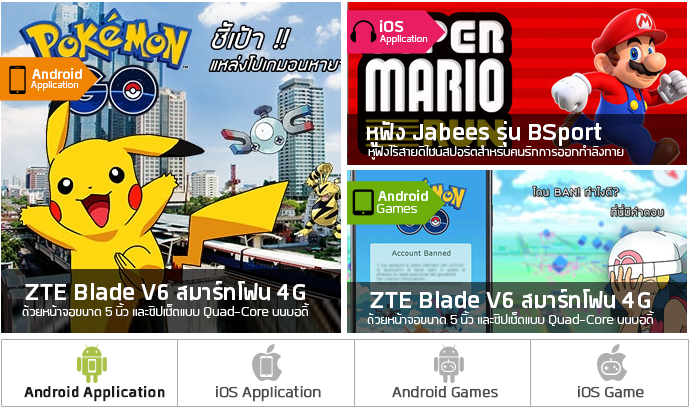 POKéMON
GO
ชี้เป้า !!
แหล่งโปเกมอนหายาก
Android
Application
ZTE Blade V6 สมาร์ทโฟน 4G
ด้วยหน้าจอขนาด 5 นิ้ว และชิปเซ็ตแบบ Quad-Core บนบอดี้
iOS
Application
SUPER
MARIO
RUN
หูฟัง Jabees รุ่น BSport
หูฟังไร้สายดีไซน์สปอร์ตสำหรับคนรักการออกกำลังกาย
Android
Games
POKéMON
GO
Account Banned
โดน BAN! ทำไงดี?
ที่นี่มีคำตอบ
ZTE Blade V6 สมาร์ทโฟน 4G
ด้วยหน้าจอขนาด 5 นิ้ว และชิปเซ็ตแบบ Quad-Core บนบอดี้
Android Application
iOS Application
Android Games
iOS Game